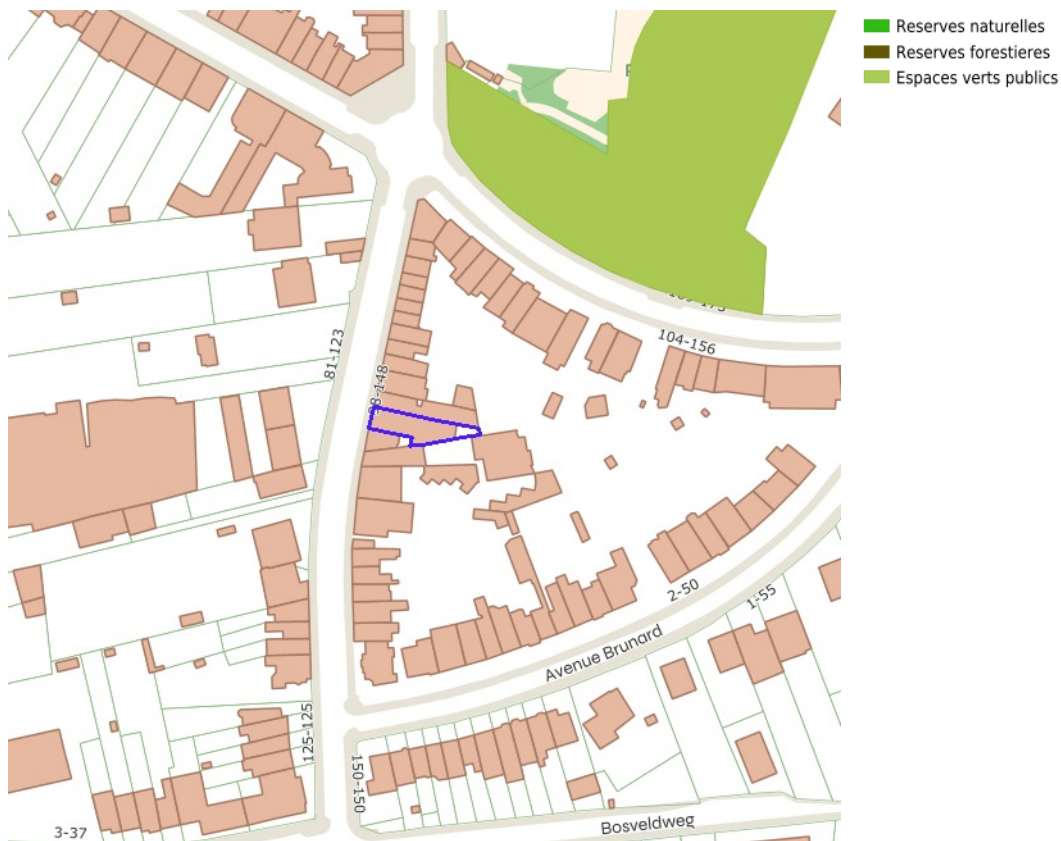 Reserves naturelles
Reserves forestieres
Espaces verts publics
104-156
81-123
2-50
1-55
Avenue Brunard
125-125
150-150
Bosveldweg
3-37